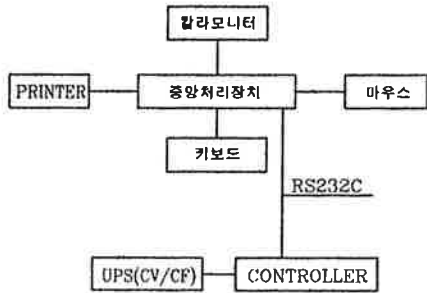 칼라모니터
PRINTER
중앙처리장치
마우스
키보드
RS232C
UPS(CV/CF)
CONTROLLER